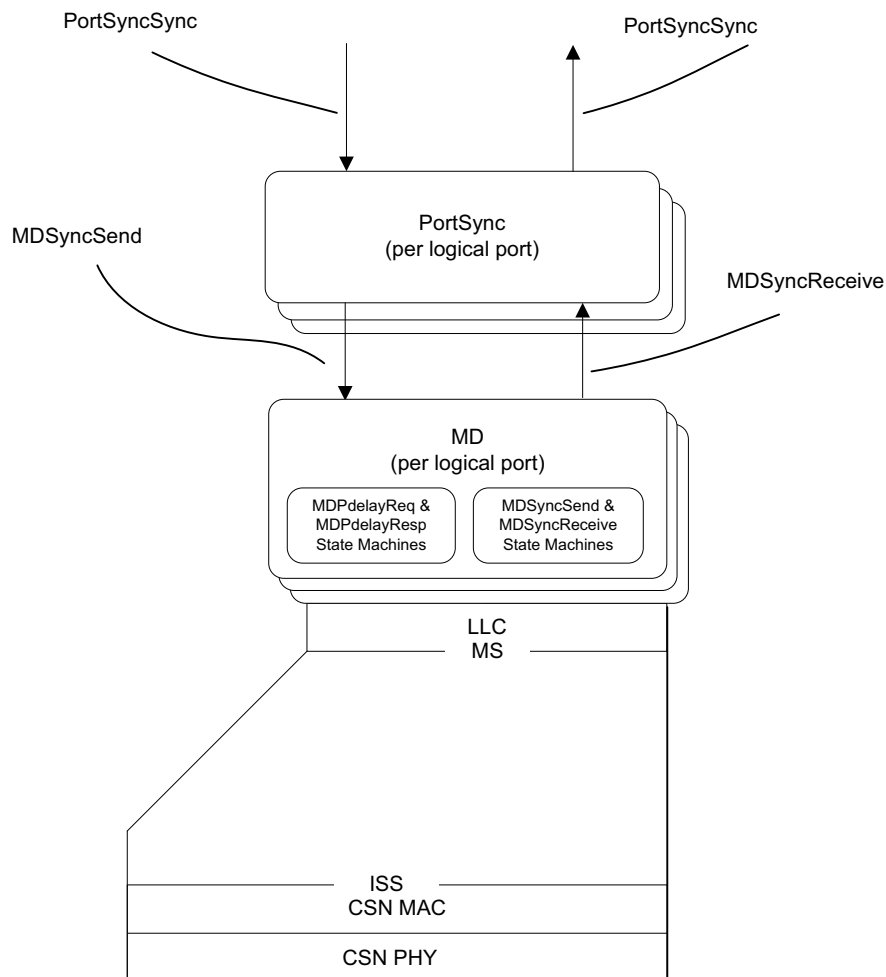 PortSyncSync
PortSyncSync
PortSync
(per logical port)
MDSyncSend
MDSyncReceive
MD
(per logical port)
MDPdelayReq &
MDPdelayResp
State Machines
MDSyncSend &
MDSyncReceive
State Machines
LLC
MS
ISS
CSN MAC
CSN PHY